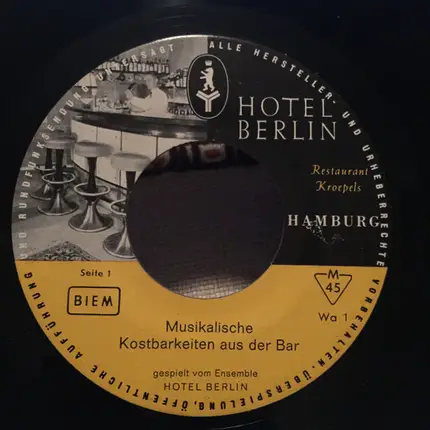 ALLE HERSTELLER- UND URHEBERRECHTE VORBEHALTEN. ÜBERSPIELUNG, ÖFFENTLICHE AUFFÜHRUNG UND RUNDFUNKSENDUNG UNTERSAGT
HOTEL
BERLIN
Restaurant
Kroepels
HAMBURG
Seite 1
BIEM
M
45
Wa 1
Musikalische
Kostbarkeiten aus der Bar
gespielt vom Ensemble
HOTEL BERLIN